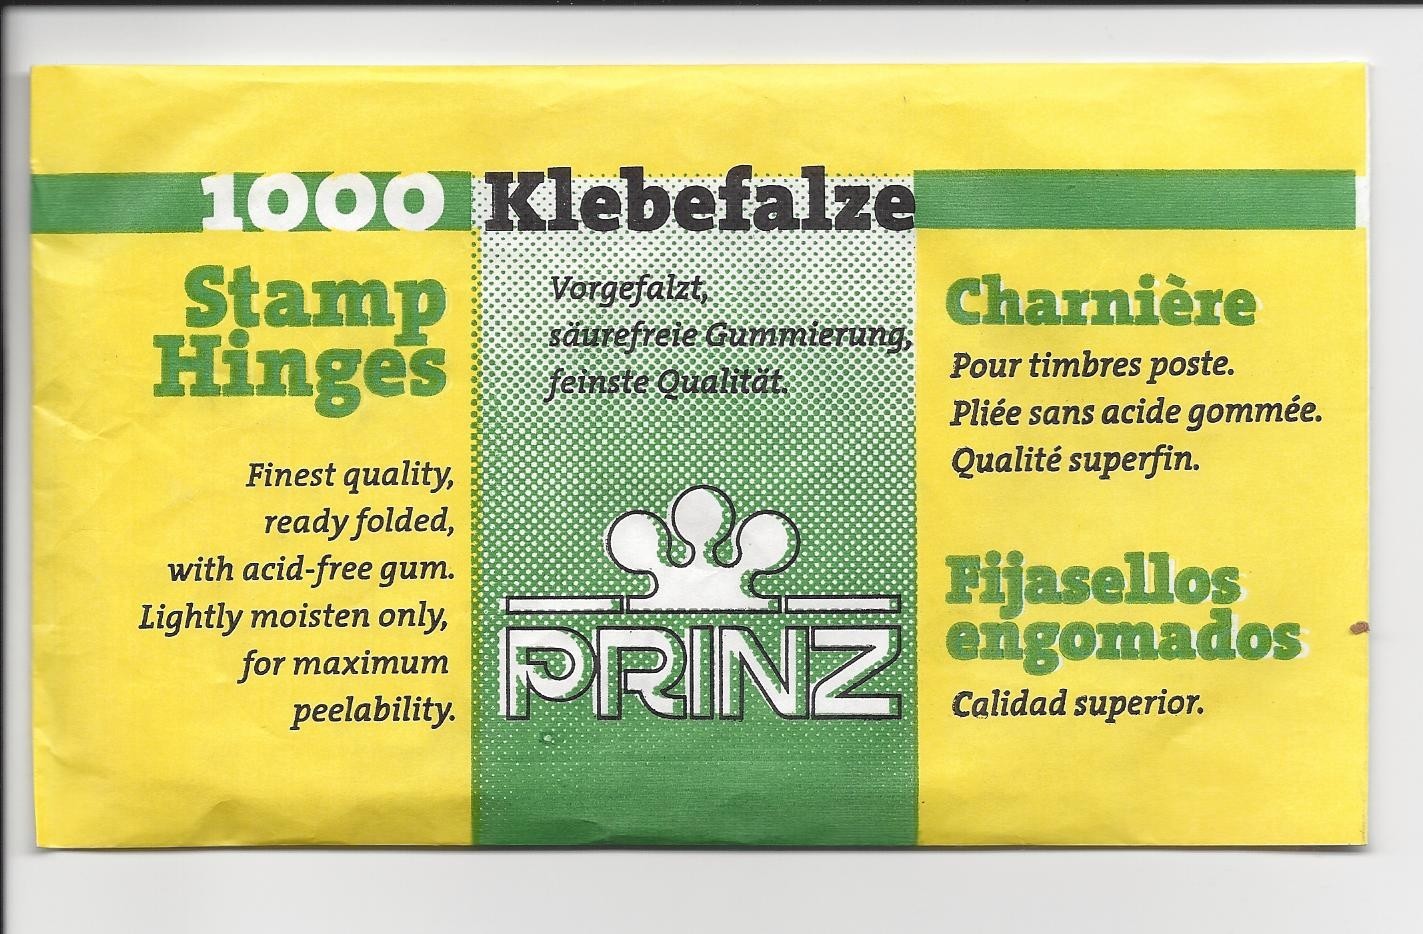 1000 Klebefalze
Stamp
Hinges
Finest quality,
ready folded,
with acid-free gum.
Lightly moisten only,
for maximum
peelability.
Vorgefalzt,
säurefreie Gummierung,
feinste Qualität.
PRINZ
Charnière
Pour timbres poste.
Pliée sans acide gommée.
Qualité superfin.
Fijasellos
engomados
Calidad superior.